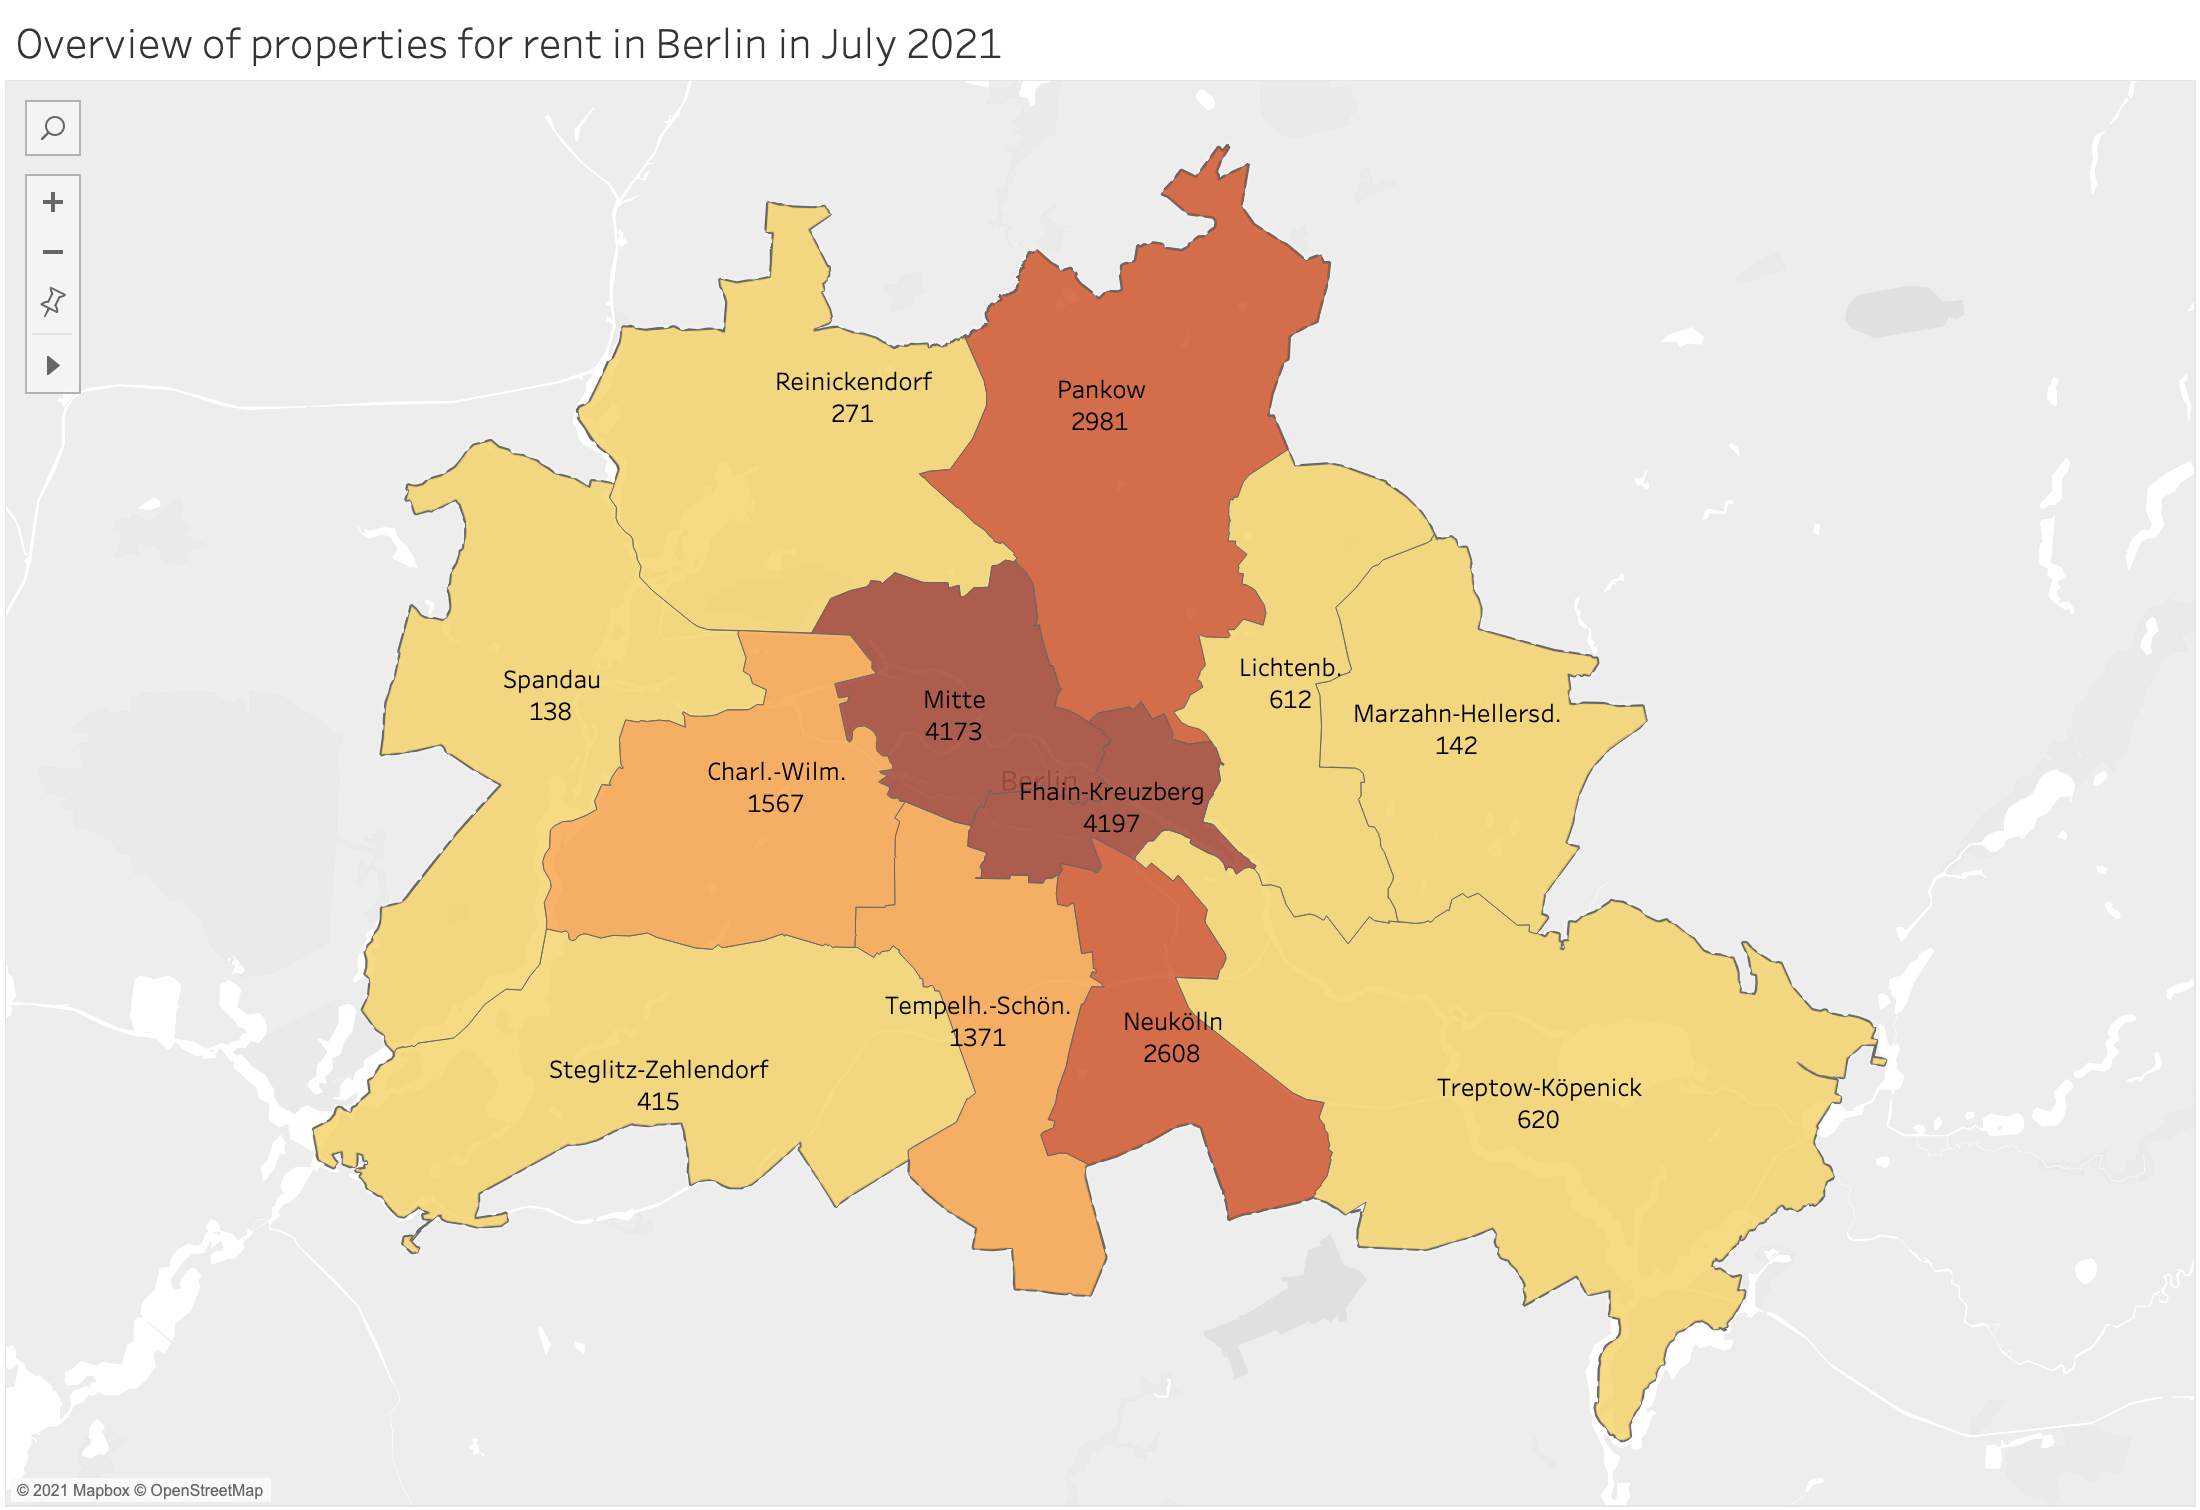 Overview of properties for rent in Berlin in July 2021
Reinickendorf
271
Pankow
2981
Spandau
138
Mitte
4173
Lichtenb.
612
Marzahn-Hellersd.
142
Charl.-Wilm.
1567
Berlin
Fhain-Kreuzberg
4197
Tempelh.-Schön.
1371
Neukölln
2608
Steglitz-Zehlendorf
415
Treptow-Köpenick
620
© 2021 Mapbox © OpenStreetMap